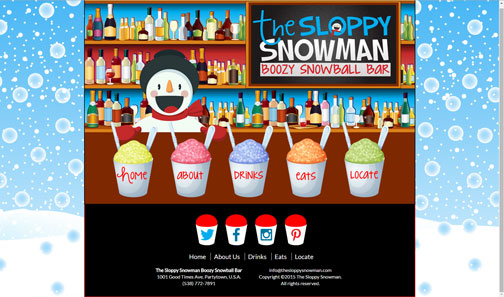 the SLOPPY
SNOWMAN
BOOZY SNOWBALL BAR
home ABOUT DRINKS eats LOCATE
Home | About Us | Drinks | Eats | Locate
The Sloppy Snowman Boozy Snowball Bar
1001 Good Times Ave. Partytown, U.S.A.
(538) 772-7891
info@thesloppysnowman.com
Copyright ©2015 The Sloppy Snowman.
All rights reserved.